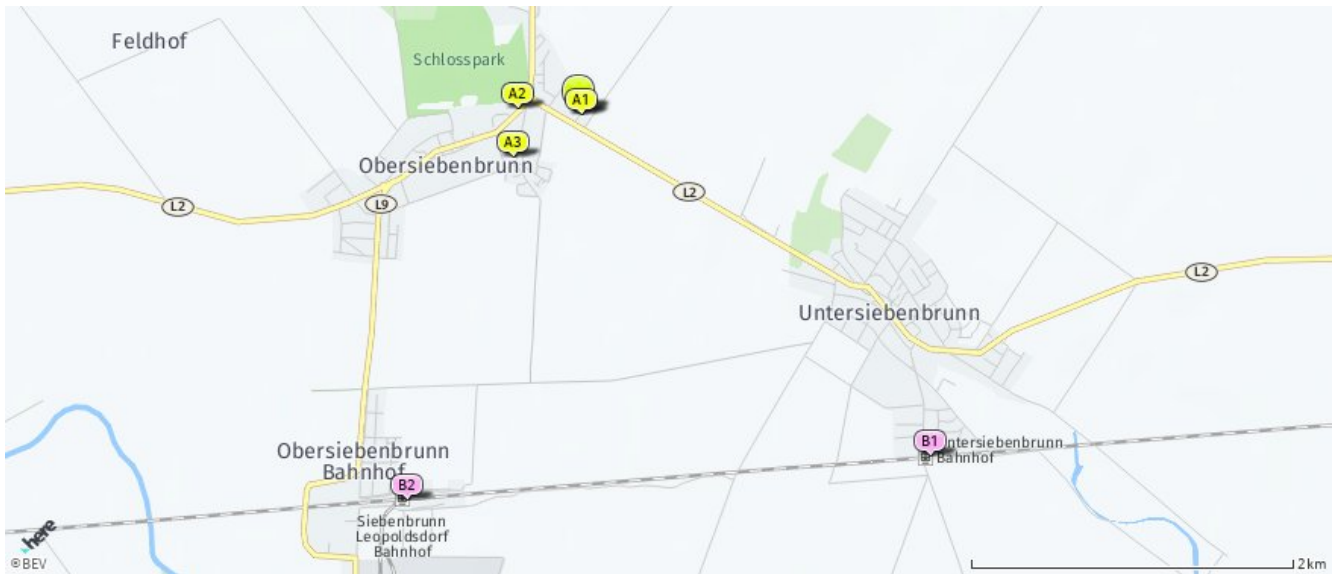 Feldhof
Schlosspark
A2
A1
A3
Obersiebenbrunn
L2
L9
L2
L2
Untersiebenbrunn
Obersiebenbrunn
Bahnhof
B1
ntersiebenbrunn
Bahnhof
B2
Siebenbrunn
Leopoldsdorf
Bahnhof
here
©BEV
2km